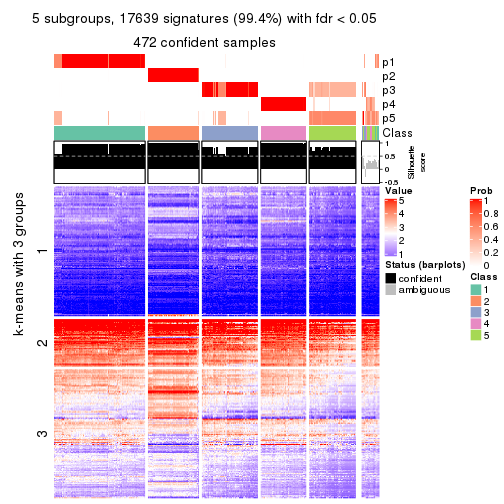 5 subgroups, 17639 signatures (99.4%) with fdr < 0.05
472 confident samples
p1
p2
p3
p4
p5
Class
1
0.5
0
-0.5
Silhouette
score
k-means with 3 groups
1
2
3
Value
5
4
3
2
1
Status (barplots)
confident
ambiguous
Prob
1
0.8
0.6
0.4
0.2
0
Class
1
2
3
4
5